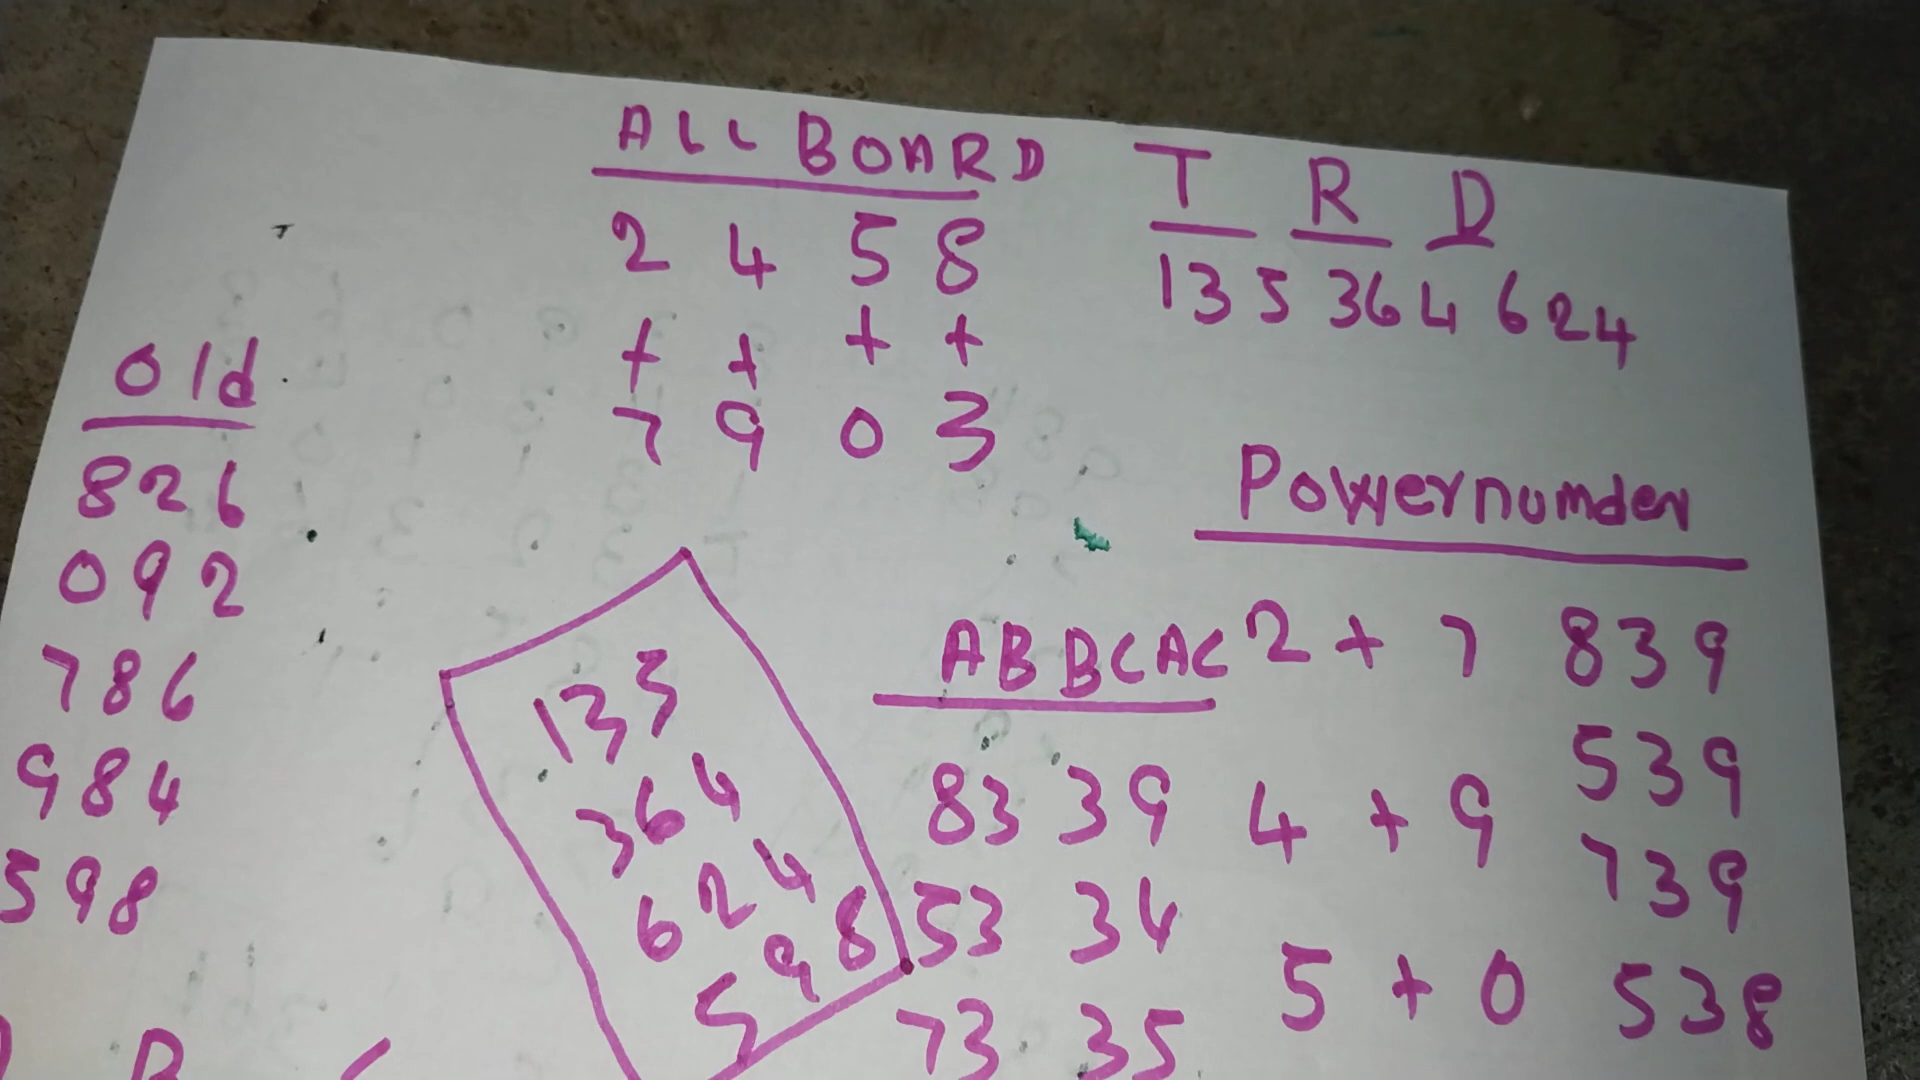 ALL BOARD
2 4 5 8
+ + + +
7 9 0 3
T R D
135 364 624
old
826
092
786
984
598
135
364
624
598
Powernumden
ABBCAC
8339
5334
7335
2 + 7
4 + 9
5 + 0
839
539
739
538
B